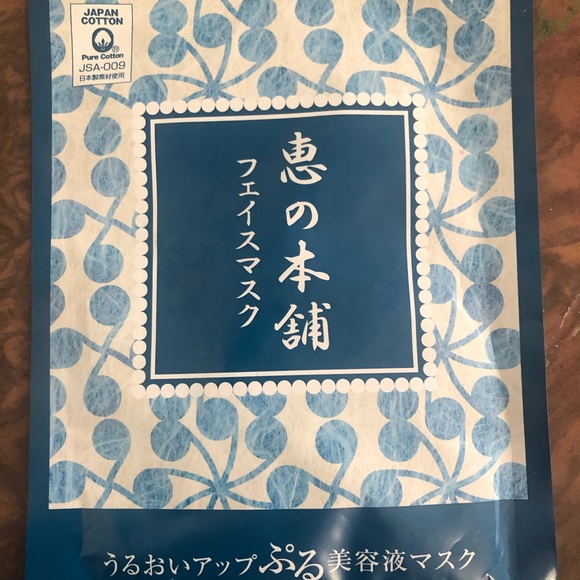 JAPAN
COTTON
®
Pure Cotton
JSA-009
日本製素材使用
恵の本舗
フェイスマスク
うるおいアップぷる美容液マスク